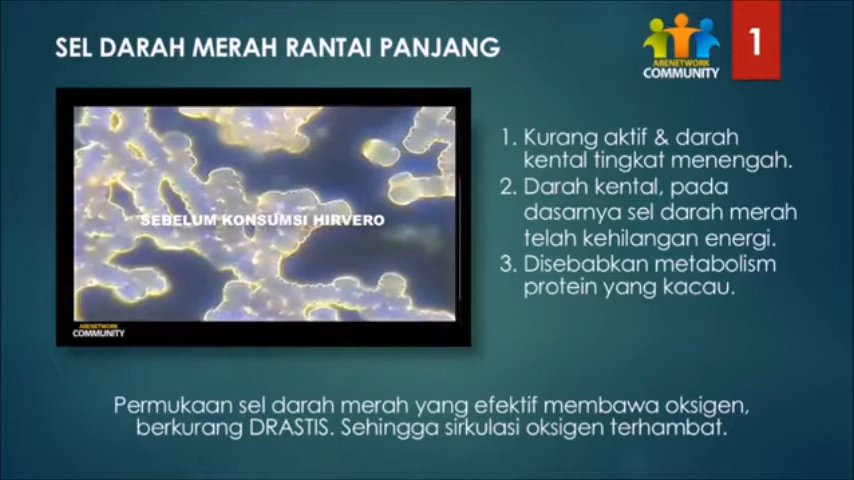 SEL DARAH MERAH RANTAI PANJANG
ABENETWORK
COMMUNITY
1
SEBELUM KONSUMSI HIRVERO
ABENETWORK
COMMUNITY
1. Kurang aktif & darah
kental tingkat menengah.
2. Darah kental, pada
dasarnya sel darah merah
telah kehilangan energi.
3. Disebabkan metabolism
protein yang kacau.
Permukaan sel darah merah yang efektif membawa oksigen,
berkurang DRASTIS. Sehingga sirkulasi oksigen terhambat.